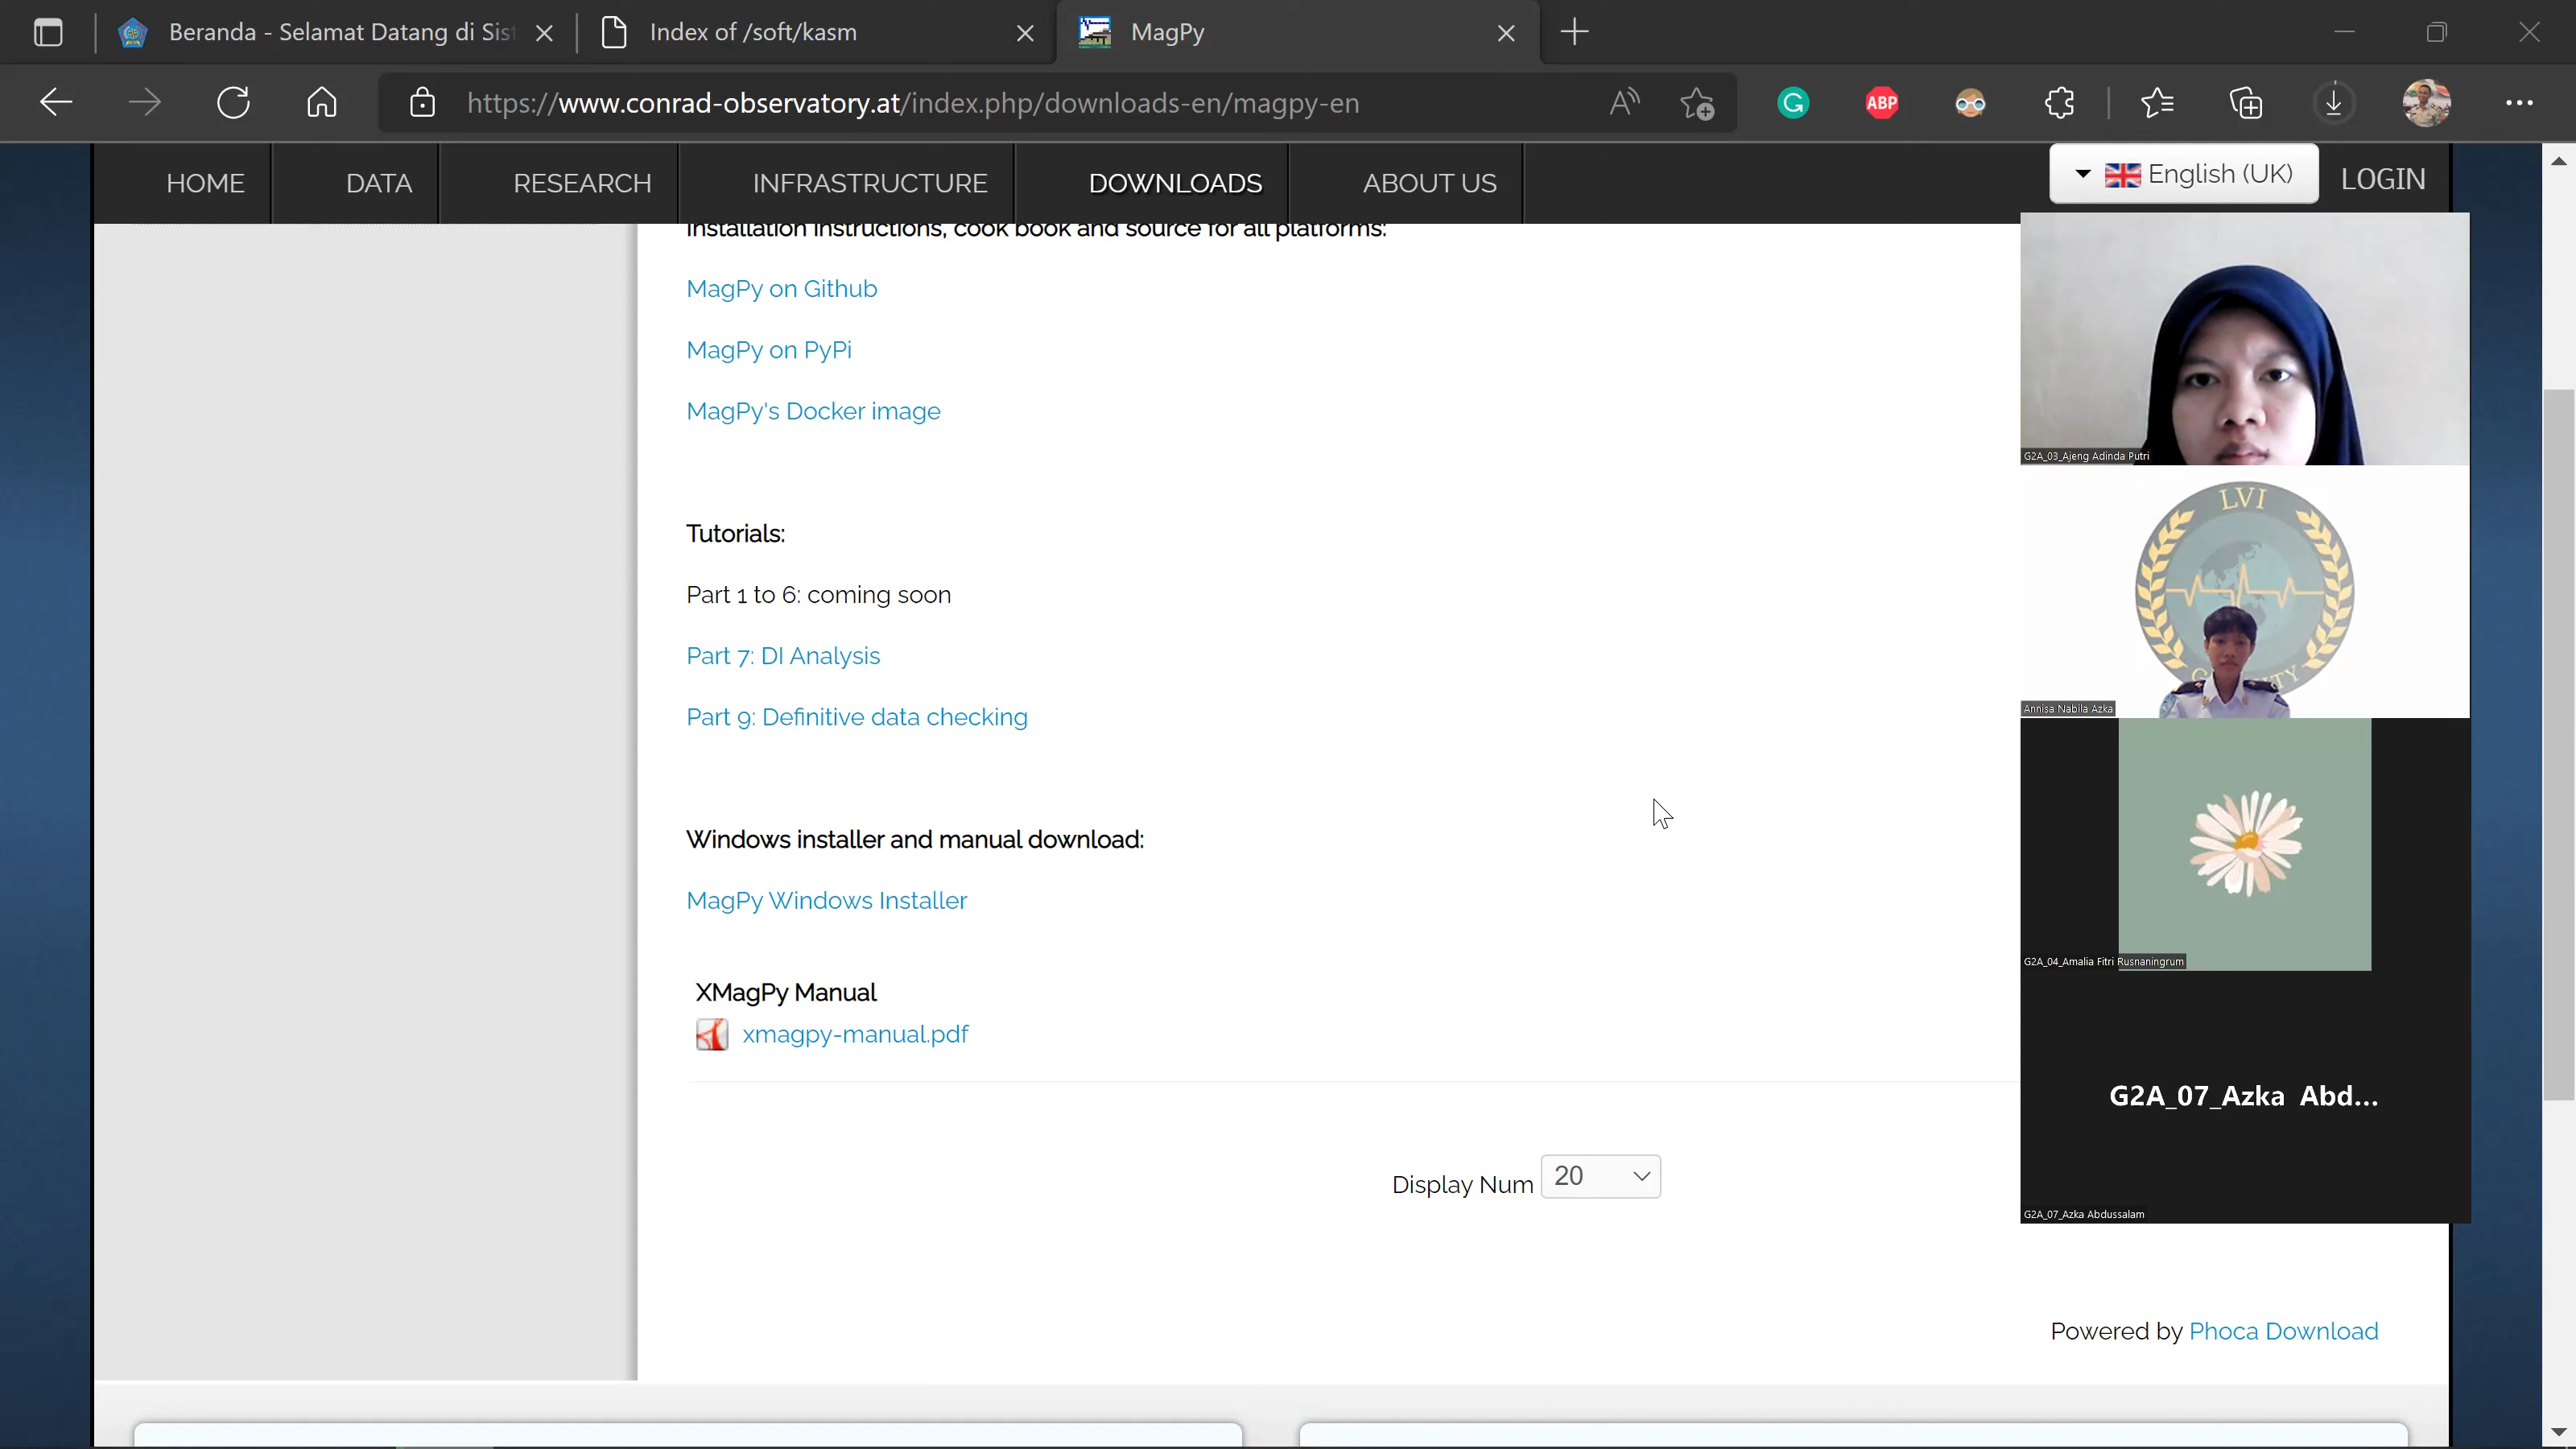 Beranda - Selamat Datang di Sis
Index of /soft/kasm
MagPy
https://www.conrad-observatory.at/index.php/downloads-en/magpy-en
A
G
ABP
HOME
DATA
RESEARCH
INFRASTRUCTURE
DOWNLOADS
ABOUT US
English (UK)
LOGIN
Installation instructions, cook book and source for all platforms:
MagPy on Github
MagPy on PyPi
MagPy's Docker image
Tutorials:
Part 1 to 6: coming soon
Part 7: DI Analysis
Part 9: Definitive data checking
Windows installer and manual download:
MagPy Windows Installer
XMagPy Manual
xmagpy-manual.pdf
Display Num 20
Powered by Phoca Download
G2A_03_Ajeng Adinda Putri
LVI
Annisa Nabila Azka
G2A_04_Amalia Fitri Rusnaningrum
G2A_07_Azka Abd...
G2A_07_Azka Abdussalam